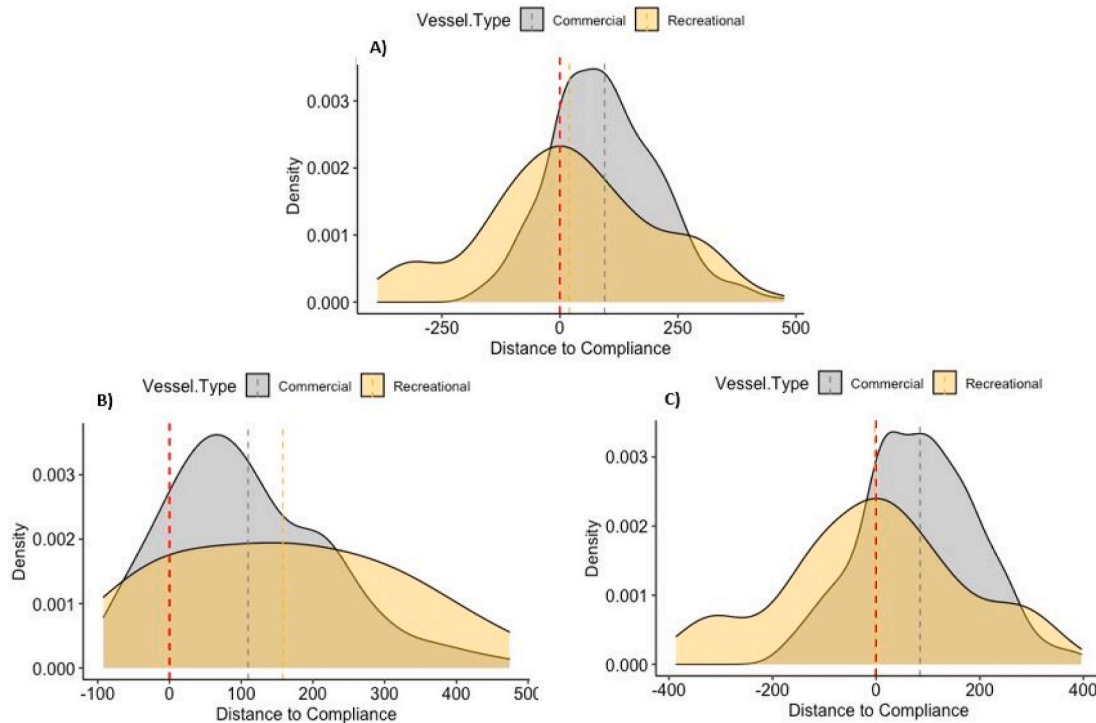 Vessel.Type Commercial Recreational
A)
0.003
0.002
0.001
0.000
Density
-250 0 250 500
Distance to Compliance
Vessel.Type Commercial Recreational
B)
0.003
0.002
0.001
0.000
Density
-100 0 100 200 300 400 50
Distance to Compliance
Vessel.Type Commercial Recreational
C)
0.003
0.002
0.001
0.000
Density
-400 -200 0 200 400
Distance to Compliance